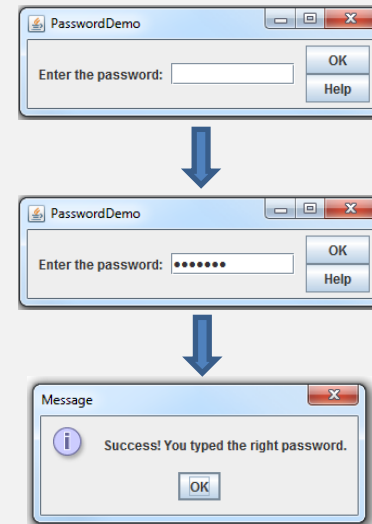 PasswordDemo
Enter the password:
OK
Help
PasswordDemo
Enter the password: •••••••
OK
Help
Message
Success! You typed the right password.
OK